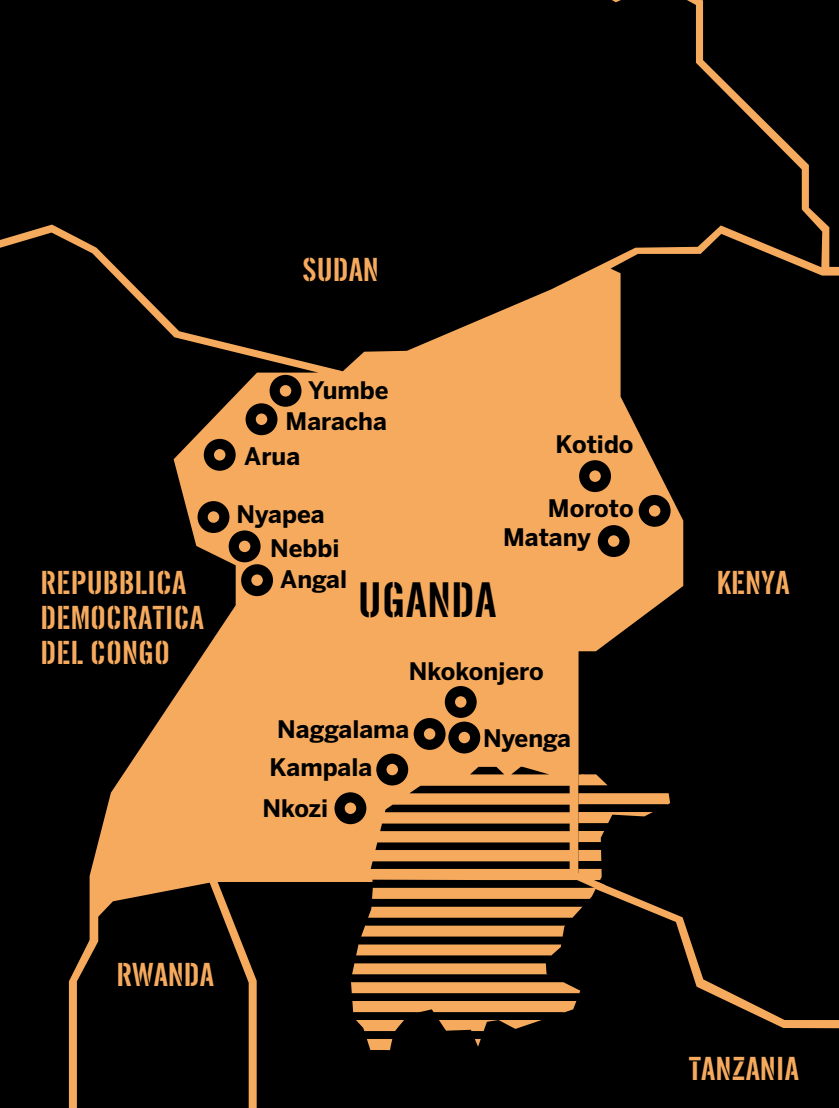 SUDAN
Yumbe
Maracha
Arua
Kotido
Moroto
Matany
Nyapea
Nebbi
Angal
UGANDA
REPUBBLICA
DEMOCRATICA
DEL CONGO
KENYA
Nkokonjero
Naggalama
Nyenga
Kampala
Nkozi
RWANDA
TANZANIA